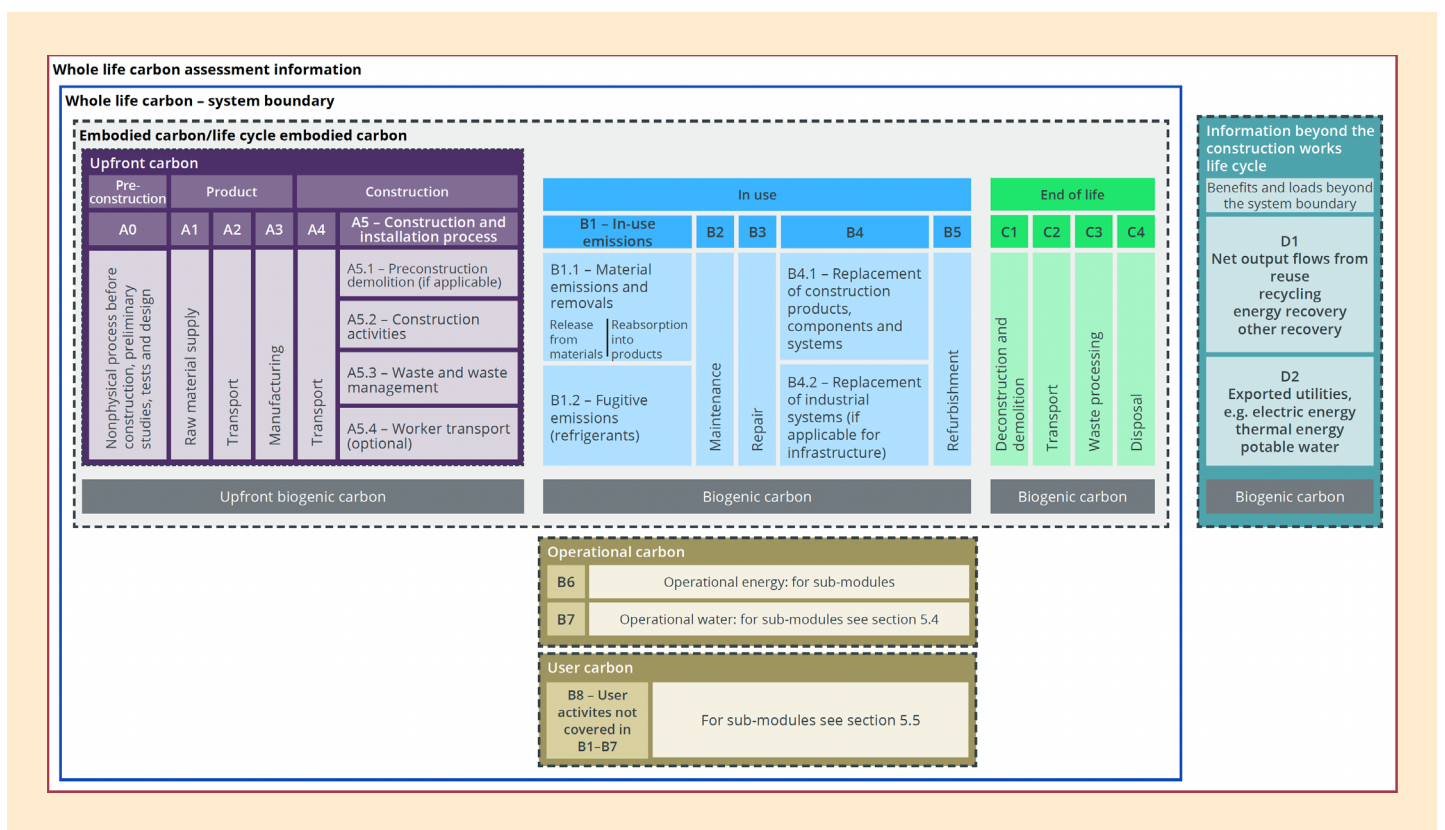 Whole life carbon assessment information
Whole life carbon – system boundary
Embodied carbon/life cycle embodied carbon
Upfront carbon
Pre-
construction
Product
Construction
A0
A1
A2
A3
A4
A5 – Construction and
installation process
Nonphysical process before
construction, preliminary
studies, tests and design
Raw material supply
Transport
Manufacturing
Transport
A5.1 – Preconstruction
demolition (if applicable)
A5.2 – Construction
activities
A5.3 – Waste and waste
management
A5.4 – Worker transport
(optional)
Upfront biogenic carbon
In use
B1 – In-use
emissions
B2
B3
B4
B5
B1.1 – Material
emissions and
removals
Release
from
materials
Reabsorption
into
products
B1.2 – Fugitive
emissions
(refrigerants)
Maintenance
Repair
B4.1 – Replacement
of construction
products,
components and
systems
B4.2 – Replacement
of industrial
systems (if
applicable for
infrastructure)
Refurbishment
Biogenic carbon
End of life
C1
C2
C3
C4
Deconstruction and
demolition
Transport
Waste processing
Disposal
Biogenic carbon
Operational carbon
B6
Operational energy: for sub-modules
B7
Operational water: for sub-modules see section 5.4
User carbon
B8 – User
activites not
covered in
B1–B7
For sub-modules see section 5.5
Information beyond the
construction works
life cycle
Benefits and loads beyond
the system boundary
D1
Net output flows from
reuse
recycling
energy recovery
other recovery
D2
Exported utilities,
e.g. electric energy
thermal energy
potable water
Biogenic carbon